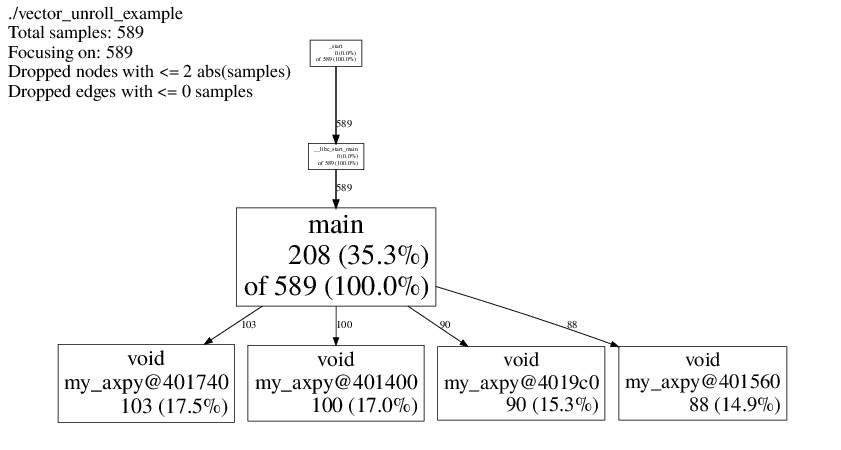 ./vector_unroll_example
Total samples: 589
Focusing on: 589
Dropped nodes with <= 2 abs(samples)
Dropped edges with <= 0 samples
_start
0 (0.0%)
of 589 (100.0%)
589
__libc_start_main
0 (0.0%)
of 589 (100.0%)
589
main
208 (35.3%)
of 589 (100.0%)
103
100
90
88
void
my_axpy@401740
103 (17.5%)
void
my_axpy@401400
100 (17.0%)
void
my_axpy@4019c0
90 (15.3%)
void
my_axpy@401560
88 (14.9%)